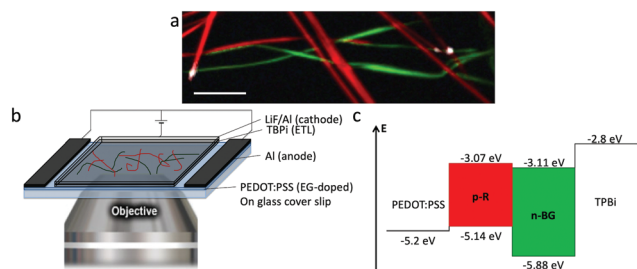 a
b
LiF/Al (cathode)
TBPi (ETL)
Al (anode)
PEDOT:PSS (EG-doped)
On glass cover slip
Objective
c
E
-2.8 eV
-3.07 eV
-3.11 eV
PEDOT:PSS
p-R
n-BG
TPBi
-5.2 eV
-5.14 eV
-5.88 eV